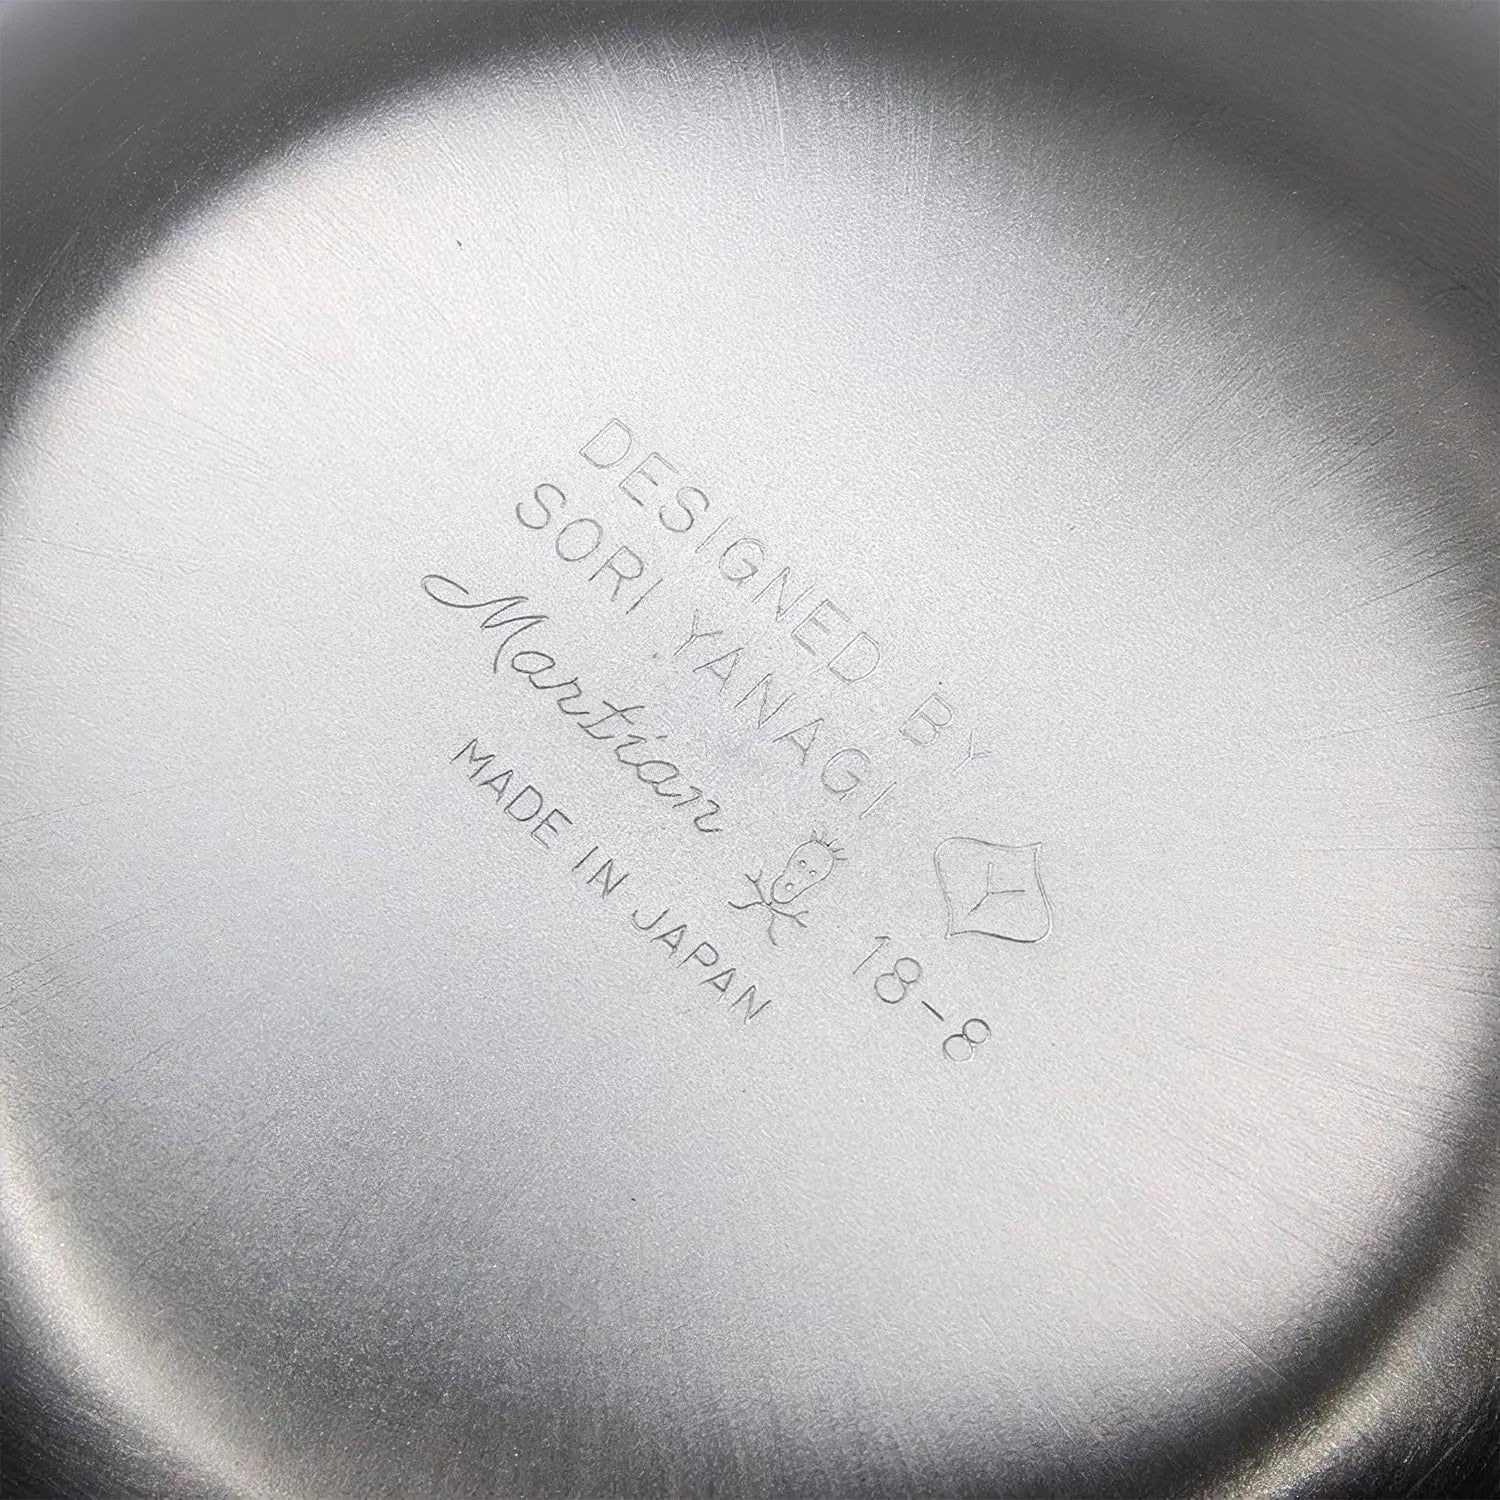 DESIGNED BY
SORI YANAGI
Martian
MADE IN JAPAN
18-8
Y